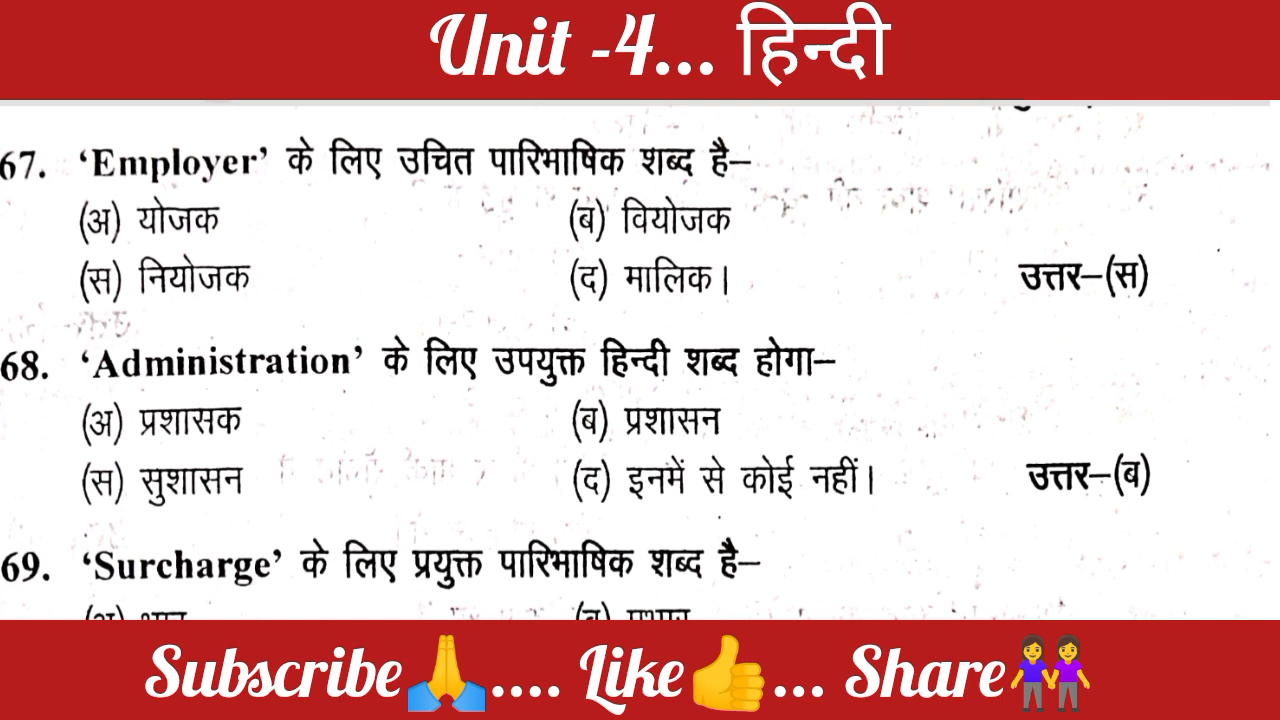 Unit -4... हिन्दी
67. ‘Employer’ के लिए उचित पारिभाषिक शब्द है–
(अ) योजक (ब) वियोजक
(स) नियोजक (द) मालिक। उत्तर–(स)
68. ‘Administration’ के लिए उपयुक्त हिन्दी शब्द होगा–
(अ) प्रशासक (ब) प्रशासन
(स) सुशासन (द) इनमें से कोई नहीं। उत्तर–(ब)
69. ‘Surcharge’ के लिए प्रयुक्त पारिभाषिक शब्द है–
Subscribe🙏.... Like👍... Share👭